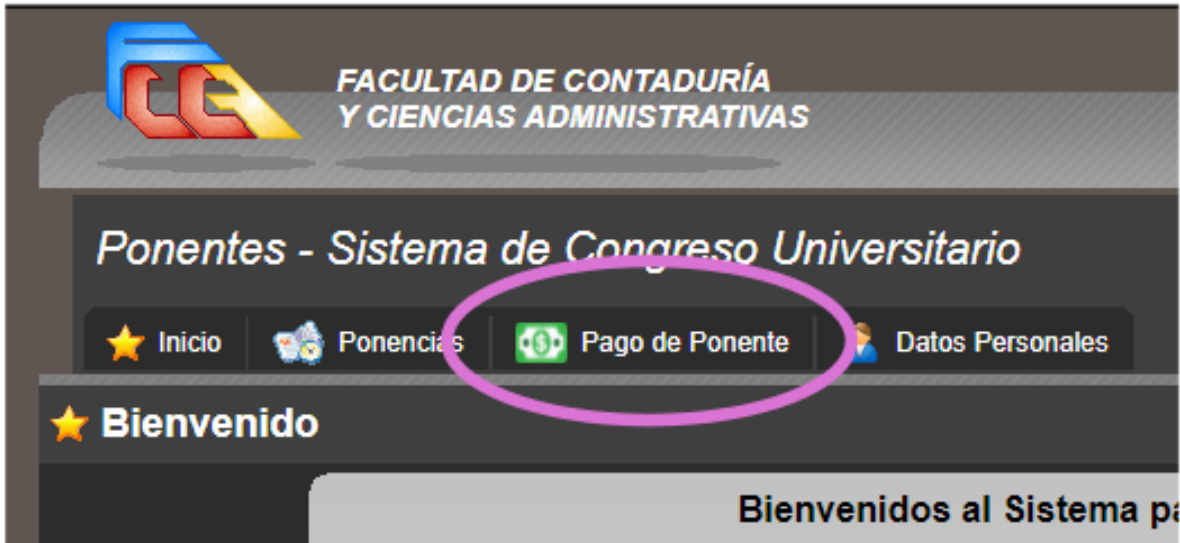 FCCA
FACULTAD DE CONTADURÍA
Y CIENCIAS ADMINISTRATIVAS
Ponentes - Sistema de Congreso Universitario
Inicio Ponencias Pago de Ponente Datos Personales
Bienvenido
Bienvenidos al Sistema